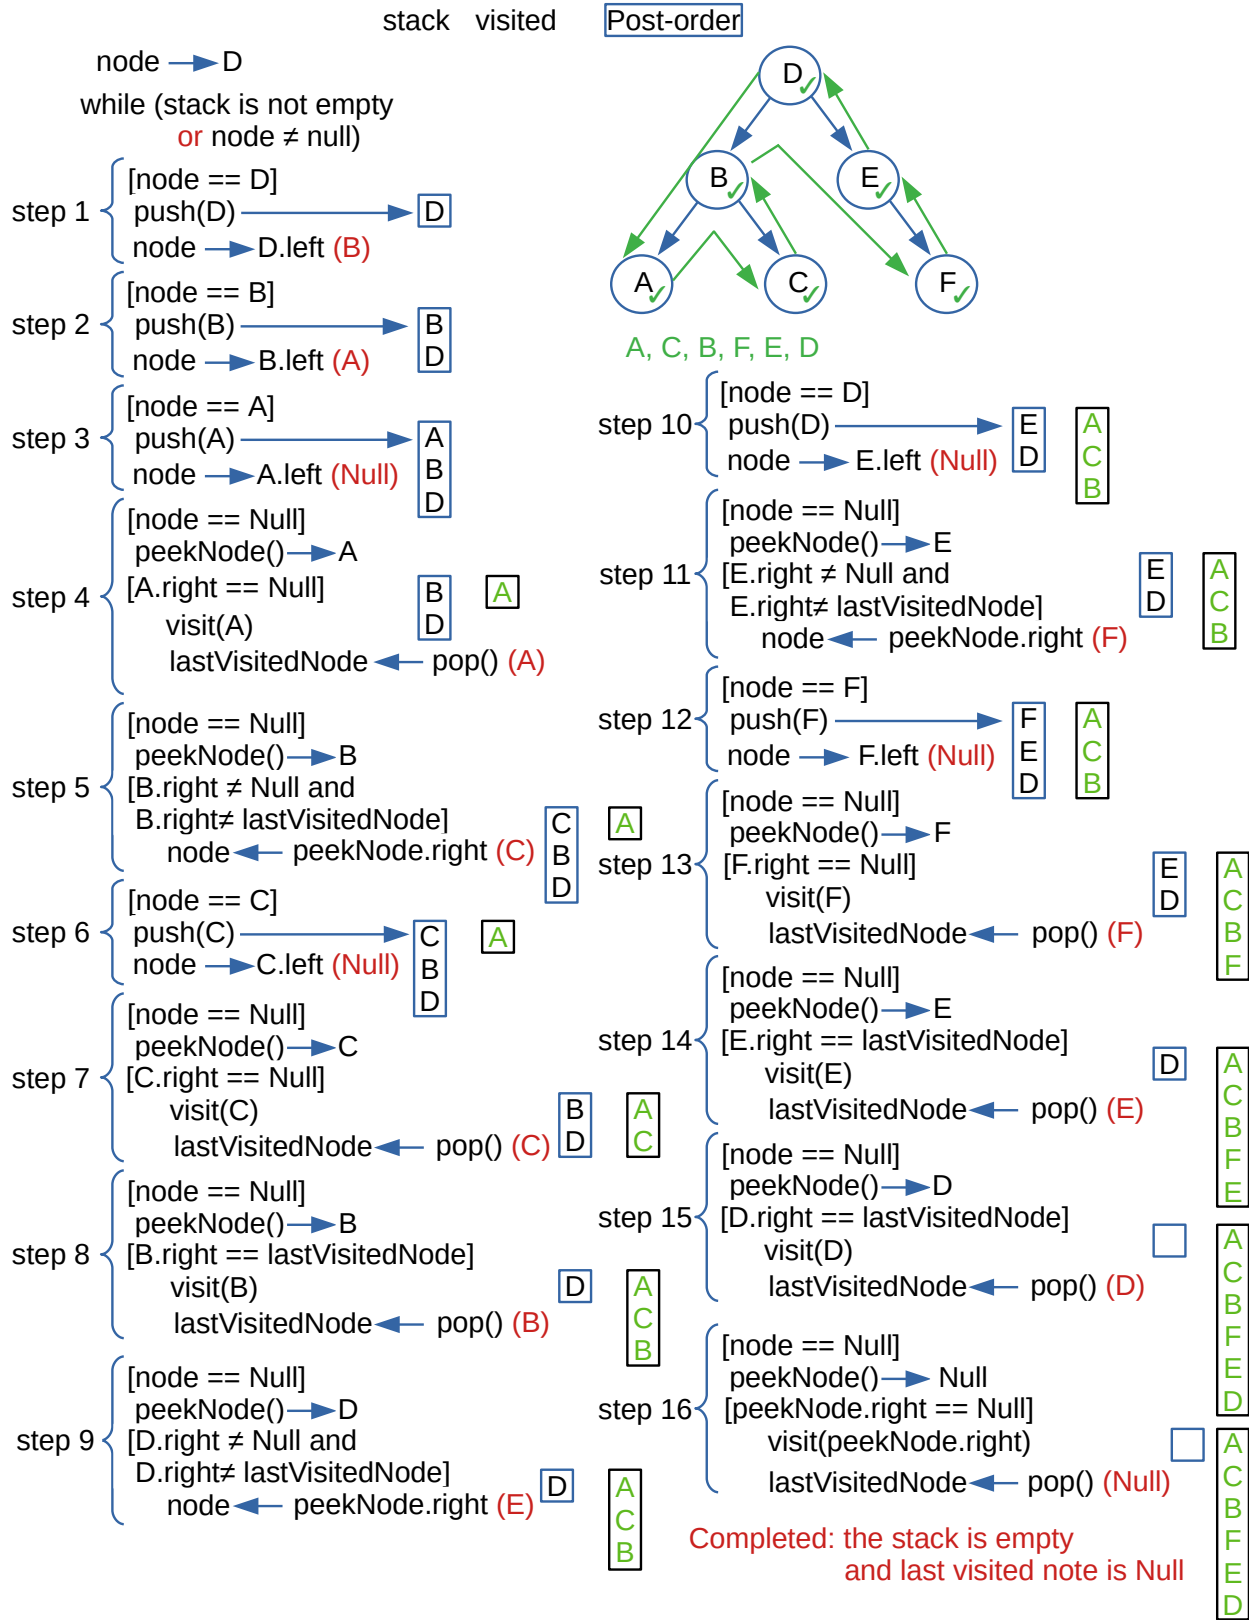 stack visited Post-order
node → D
while (stack is not empty
or node ≠ null)
D
B
E
A
C
F
A, C, B, F, E, D
step 1
[node == D]
push(D)
node → D.left (B)
D
step 2
[node == B]
push(B)
node → B.left (A)
B
D
step 3
[node == A]
push(A)
node → A.left (Null)
A
B
D
step 4
[node == Null]
peekNode() → A
[A.right == Null]
visit(A)
lastVisitedNode ← pop() (A)
B
D
A
step 5
[node == Null]
peekNode() → B
[B.right ≠ Null and
B.right≠ lastVisitedNode]
node ← peekNode.right (C)
C
B
D
A
step 6
[node == C]
push(C)
node → C.left (Null)
C
B
D
A
step 7
[node == Null]
peekNode() → C
[C.right == Null]
visit(C)
lastVisitedNode ← pop() (C)
B
D
A
C
step 8
[node == Null]
peekNode() → B
[B.right == lastVisitedNode]
visit(B)
lastVisitedNode ← pop() (B)
D
A
C
B
step 9
[node == Null]
peekNode() → D
[D.right ≠ Null and
D.right≠ lastVisitedNode]
node ← peekNode.right (E)
D
A
C
B
step 10
[node == D]
push(D)
node → E.left (Null)
E
D
A
C
B
step 11
[node == Null]
peekNode() → E
[E.right ≠ Null and
E.right≠ lastVisitedNode]
node ← peekNode.right (F)
E
D
A
C
B
step 12
[node == F]
push(F)
node → F.left (Null)
F
E
D
A
C
B
step 13
[node == Null]
peekNode() → F
[F.right == Null]
visit(F)
lastVisitedNode ← pop() (F)
E
D
A
C
B
F
step 14
[node == Null]
peekNode() → E
[E.right == lastVisitedNode]
visit(E)
lastVisitedNode ← pop() (E)
D
A
C
B
F
E
step 15
[node == Null]
peekNode() → D
[D.right == lastVisitedNode]
visit(D)
lastVisitedNode ← pop() (D)
A
C
B
F
E
D
step 16
[node == Null]
peekNode() → Null
[peekNode.right == Null]
visit(peekNode.right)
lastVisitedNode ← pop() (Null)
A
C
B
F
E
D
Completed: the stack is empty
and last visited note is Null